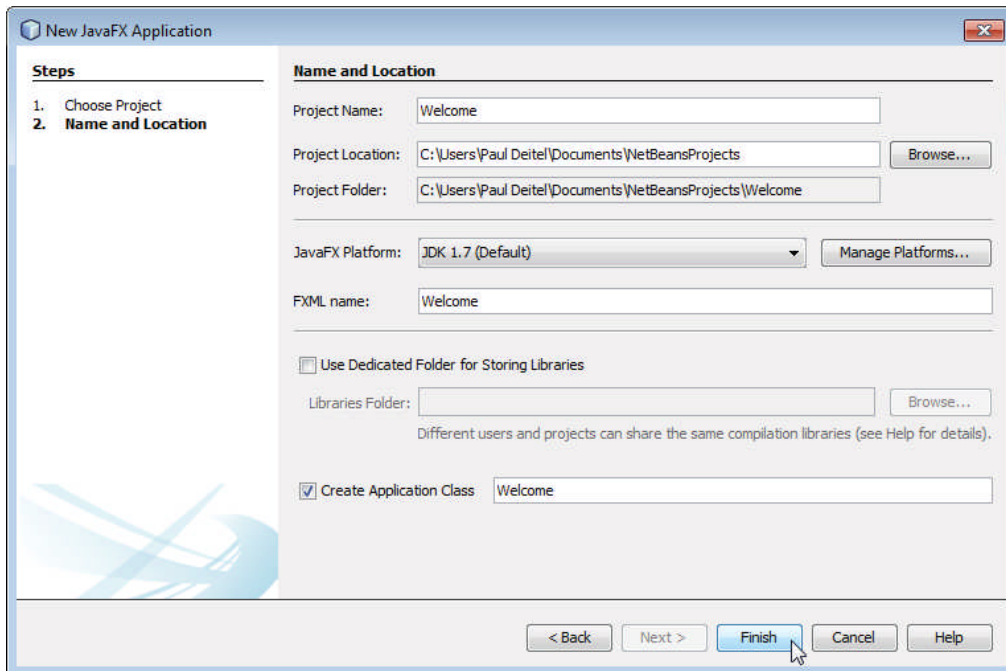 New JavaFX Application
Steps
1. Choose Project
2. Name and Location
Name and Location
Project Name: Welcome
Project Location: C:\Users\Paul Deitel\Documents\NetBeansProjects Browse...
Project Folder: C:\Users\Paul Deitel\Documents\NetBeansProjects\Welcome
JavaFX Platform: JDK 1.7 (Default) Manage Platforms...
FXML name: Welcome
Use Dedicated Folder for Storing Libraries
Libraries Folder: Browse...
Different users and projects can share the same compilation libraries (see Help for details).
Create Application Class Welcome
< Back Next > Finish Cancel Help